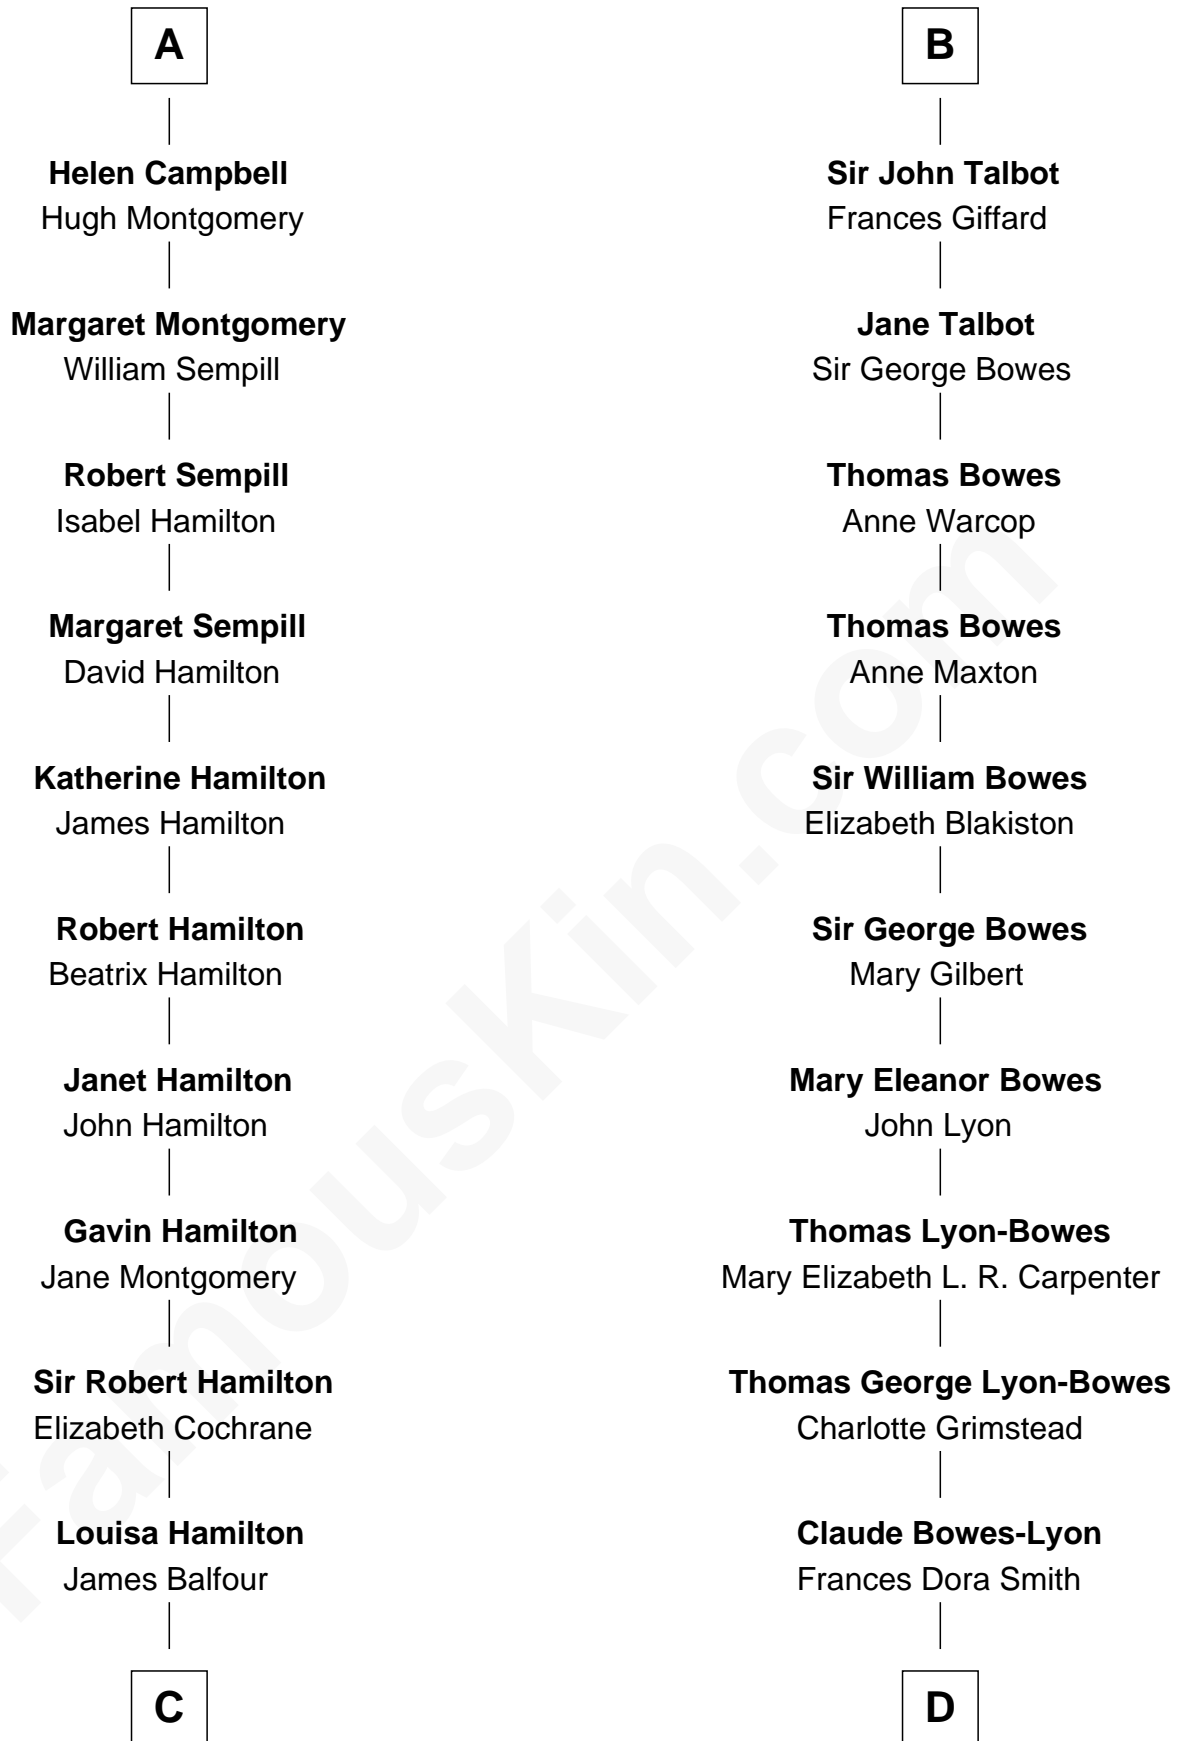 A
Helen Campbell
Hugh Montgomery
Margaret Montgomery
William Sempill
Robert Sempill
Isabel Hamilton
Margaret Sempill
David Hamilton
Katherine Hamilton
James Hamilton
Robert Hamilton
Beatrix Hamilton
Janet Hamilton
John Hamilton
Gavin Hamilton
Jane Montgomery
Sir Robert Hamilton
Elizabeth Cochrane
Louisa Hamilton
James Balfour
C
B
Sir John Talbot
Frances Giffard
Jane Talbot
Sir George Bowes
Thomas Bowes
Anne Warcop
Thomas Bowes
Anne Maxton
Sir William Bowes
Elizabeth Blakiston
Sir George Bowes
Mary Gilbert
Mary Eleanor Bowes
John Lyon
Thomas Lyon-Bowes
Mary Elizabeth L. R. Carpenter
Thomas George Lyon-Bowes
Charlotte Grimstead
Claude Bowes-Lyon
Frances Dora Smith
D
FamousKin.com